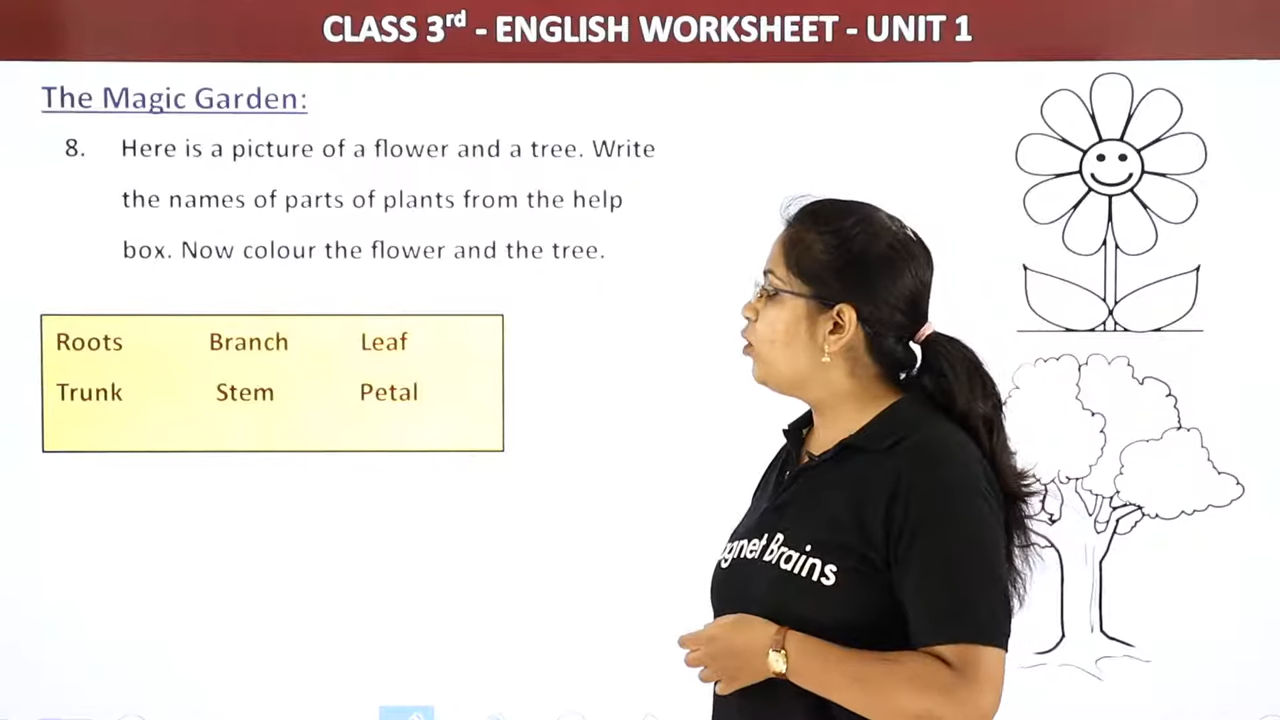 CLASS 3rd - ENGLISH WORKSHEET - UNIT 1
The Magic Garden:
8. Here is a picture of a flower and a tree. Write
the names of parts of plants from the help
box. Now colour the flower and the tree.
Roots Branch Leaf
Trunk Stem Petal
gnet Brains